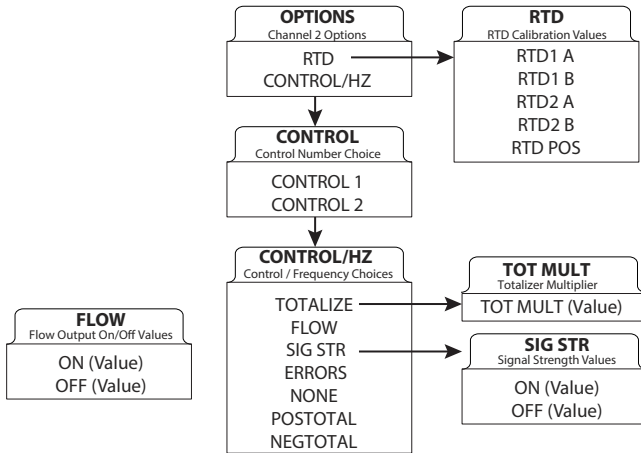 OPTIONS
Channel 2 Options
RTD
CONTROL/HZ
RTD
RTD Calibration Values
RTD1 A
RTD1 B
RTD2 A
RTD2 B
RTD POS
CONTROL
Control Number Choice
CONTROL 1
CONTROL 2
CONTROL/HZ
Control / Frequency Choices
TOTALIZE
FLOW
SIG STR
ERRORS
NONE
POSTOTAL
NEGTOTAL
TOT MULT
Totalizer Multiplier
TOT MULT (Value)
FLOW
Flow Output On/Off Values
ON (Value)
OFF (Value)
SIG STR
Signal Strength Values
ON (Value)
OFF (Value)